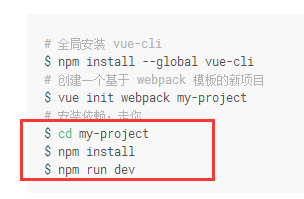 # 全局安装 vue-cli
$ npm install --global vue-cli
# 创建一个基于 webpack 模板的新项目
$ vue init webpack my-project
# 安装依赖，走你
$ cd my-project
$ npm install
$ npm run dev